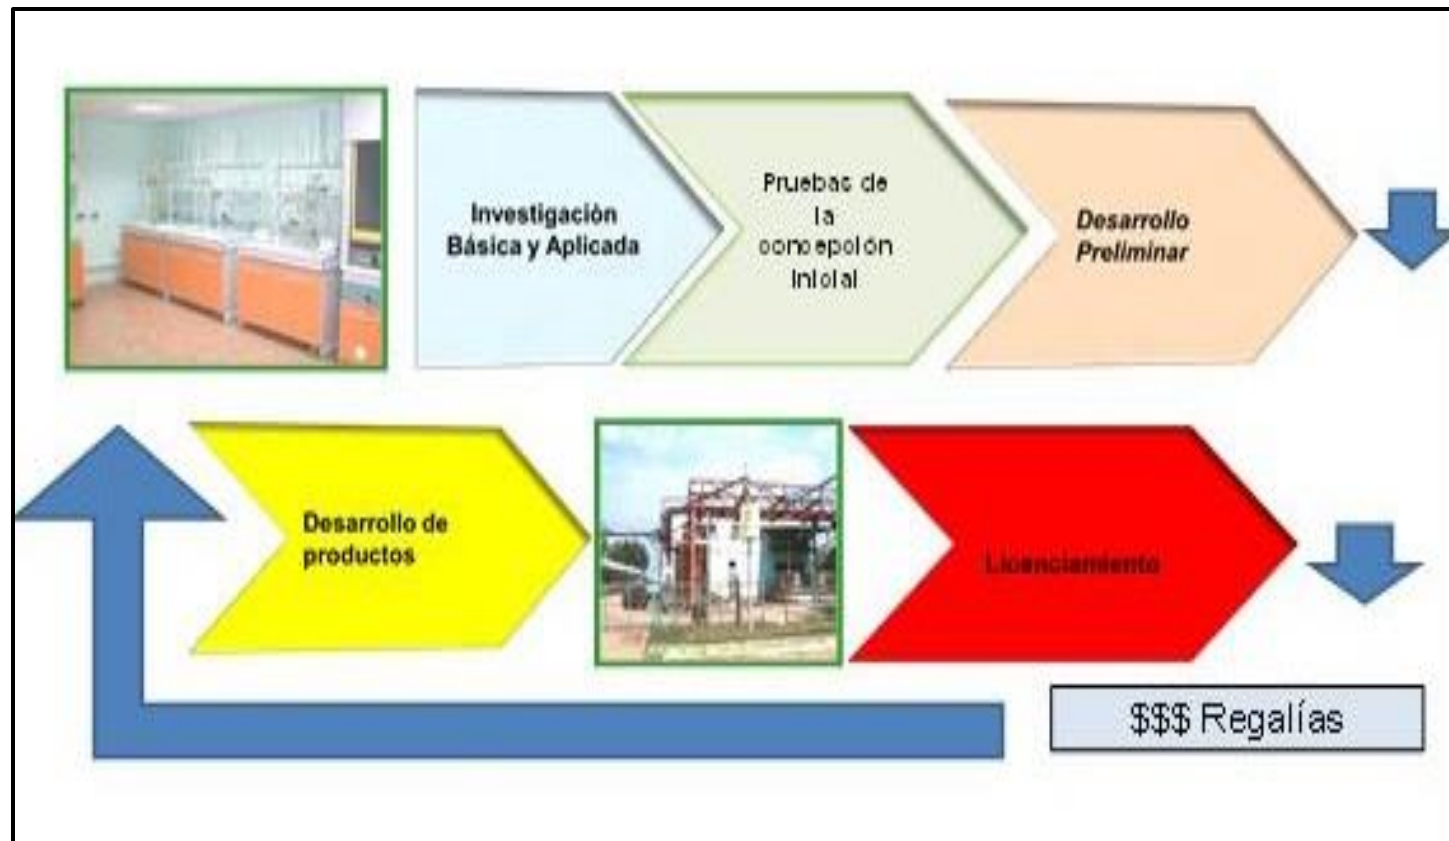 Investigación
Básica y Aplicada
Pruebas de
la
concepción
inicial
Desarrollo
Preliminar
Desarrollo de
productos
Licenciamiento
$$$ Regalías